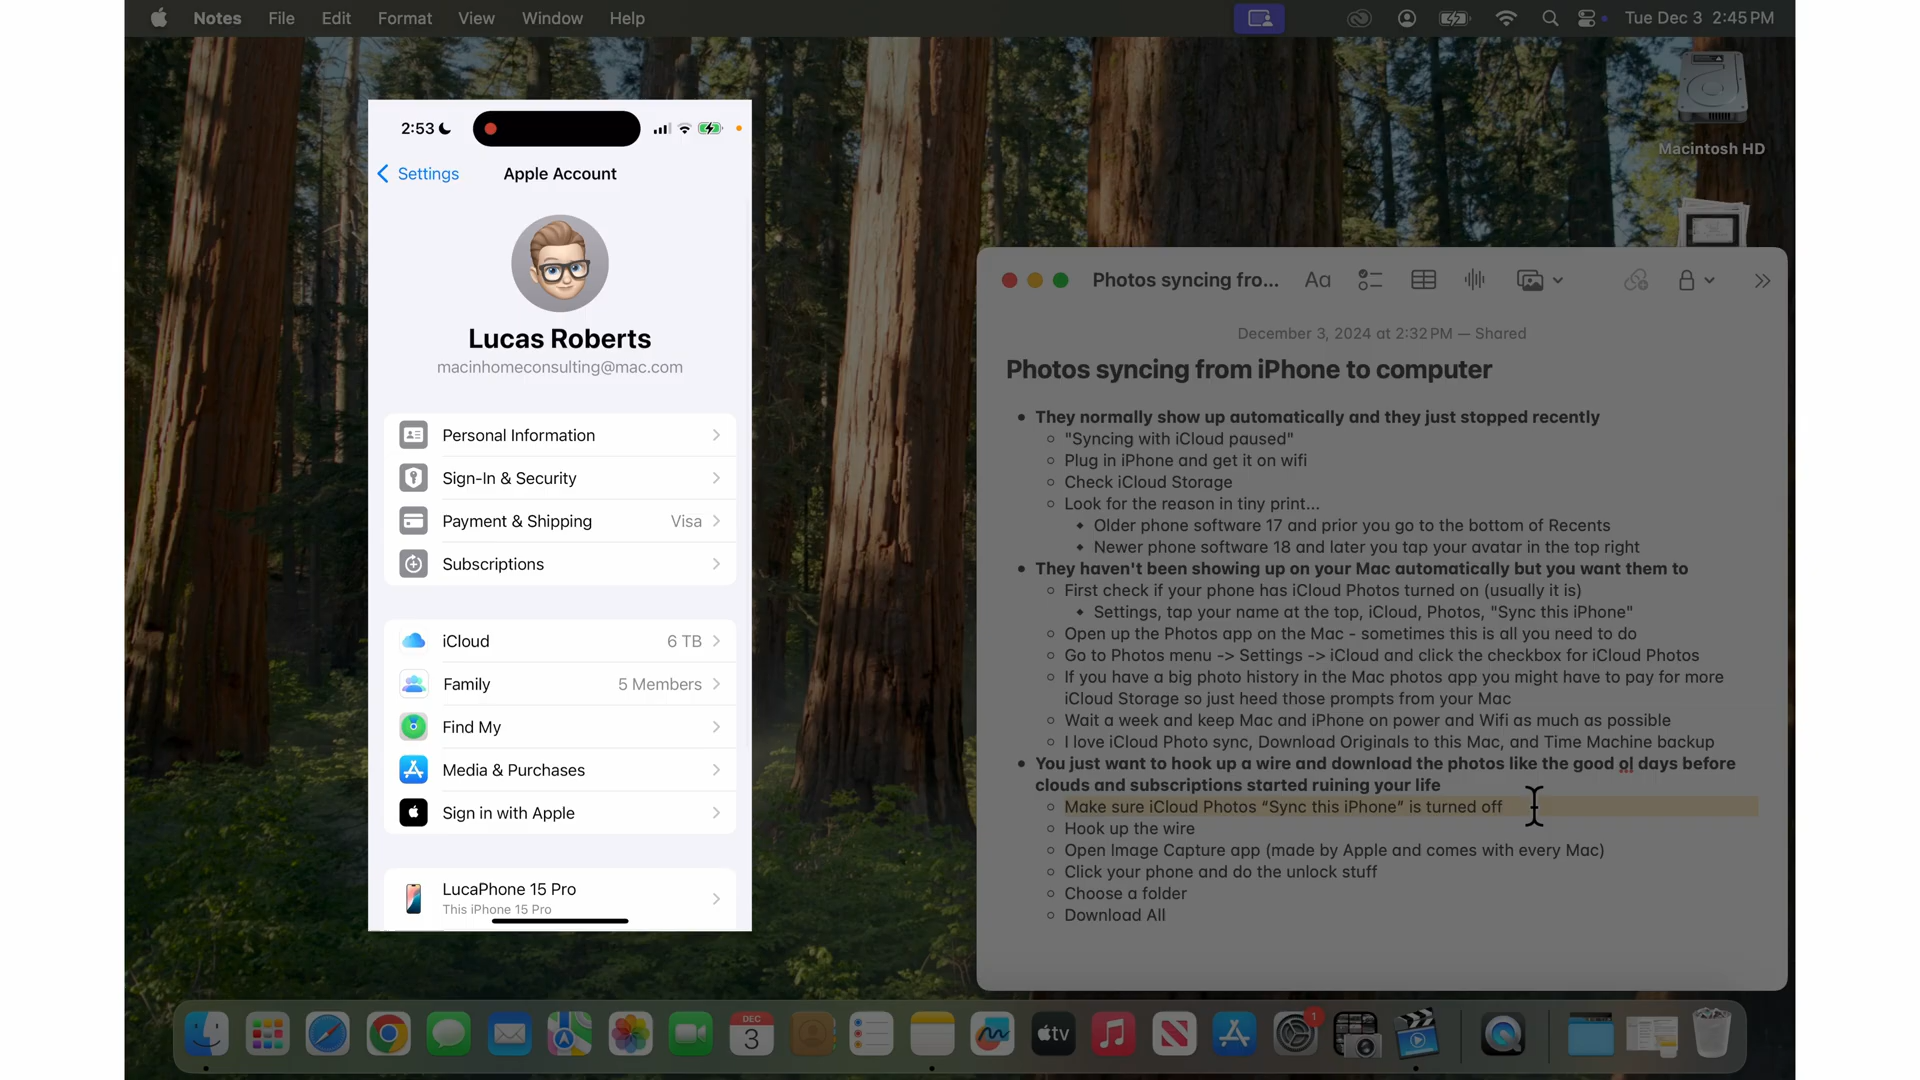 Notes File Edit Format View Window Help Tue Dec 3 2:45 PM
Macintosh HD
2:53
Settings Apple Account
Lucas Roberts
macinhomeconsulting@mac.com
Personal Information
Sign-In & Security
Payment & Shipping Visa
Subscriptions
iCloud 6 TB
Family 5 Members
Find My
Media & Purchases
Sign in with Apple
LucaPhone 15 Pro
This iPhone 15 Pro
Photos syncing fro... Aa
December 3, 2024 at 2:32 PM — Shared
Photos syncing from iPhone to computer
• They normally show up automatically and they just stopped recently
◦ "Syncing with iCloud paused"
◦ Plug in iPhone and get it on wifi
◦ Check iCloud Storage
◦ Look for the reason in tiny print...
⬥ Older phone software 17 and prior you go to the bottom of Recents
⬥ Newer phone software 18 and later you tap your avatar in the top right
• They haven't been showing up on your Mac automatically but you want them to
◦ First check if your phone has iCloud Photos turned on (usually it is)
⬥ Settings, tap your name at the top, iCloud, Photos, "Sync this iPhone"
◦ Open up the Photos app on the Mac - sometimes this is all you need to do
◦ Go to Photos menu -> Settings -> iCloud and click the checkbox for iCloud Photos
◦ If you have a big photo history in the Mac photos app you might have to pay for more
iCloud Storage so just heed those prompts from your Mac
◦ Wait a week and keep Mac and iPhone on power and Wifi as much as possible
◦ I love iCloud Photo sync, Download Originals to this Mac, and Time Machine backup
• You just want to hook up a wire and download the photos like the good ol days before
clouds and subscriptions started ruining your life
◦ Make sure iCloud Photos “Sync this iPhone” is turned off
◦ Hook up the wire
◦ Open Image Capture app (made by Apple and comes with every Mac)
◦ Click your phone and do the unlock stuff
◦ Choose a folder
◦ Download All
DEC
3
tv
1